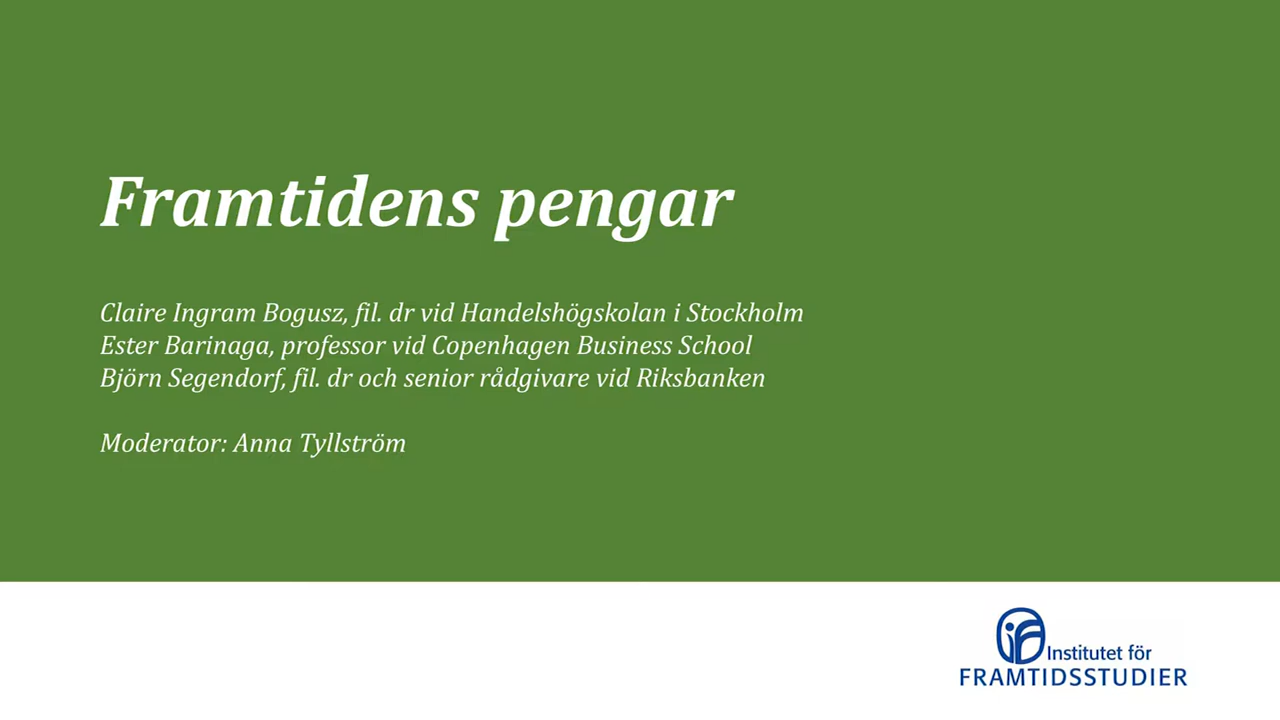 Framtidens pengar
Claire Ingram Bogusz, fil. dr vid Handelshögskolan i Stockholm
Ester Barinaga, professor vid Copenhagen Business School
Björn Segendorf, fil. dr och senior rådgivare vid Riksbanken
Moderator: Anna Tyllström
Institutet för
FRAMTIDSSTUDIER